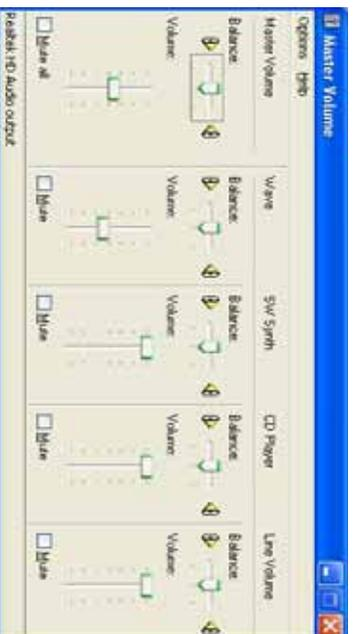 Master Volume
Options Help
Master Volume
Balance:
Volume:
Mute all
Wave
Balance:
Volume:
Mute
SW Synth
Balance:
Volume:
Mute
CD Player
Balance:
Volume:
Mute
Line Volume
Balance:
Volume:
Mute
Realtek HD Audio output